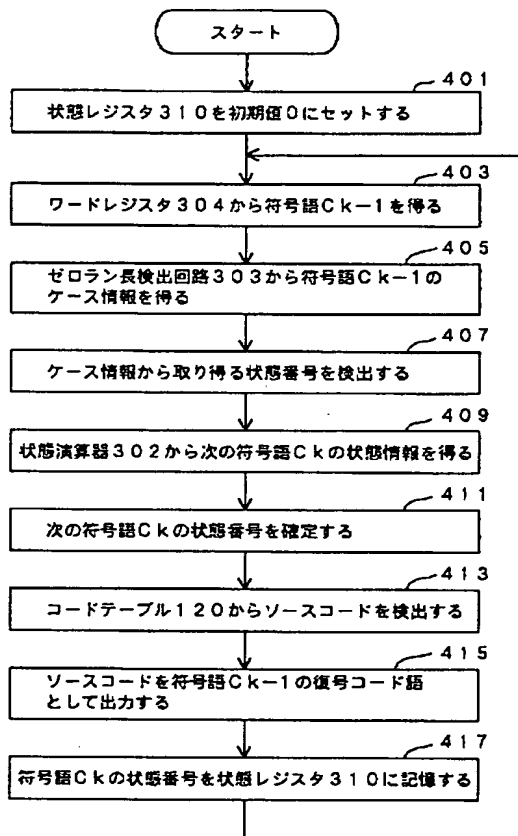 スタート
401
状態レジスタ310を初期値0にセットする
403
ワードレジスタ304から符号語Ck-1を得る
405
ゼロラン長検出回路303から符号語Ck-1の
ケース情報を得る
407
ケース情報から取り得る状態番号を検出する
409
状態演算器302から次の符号語Ckの状態情報を得る
411
次の符号語Ckの状態番号を確定する
413
コードテーブル120からソースコードを検出する
415
ソースコードを符号語Ck-1の復号コード語
として出力する
417
符号語Ckの状態番号を状態レジスタ310に記憶する